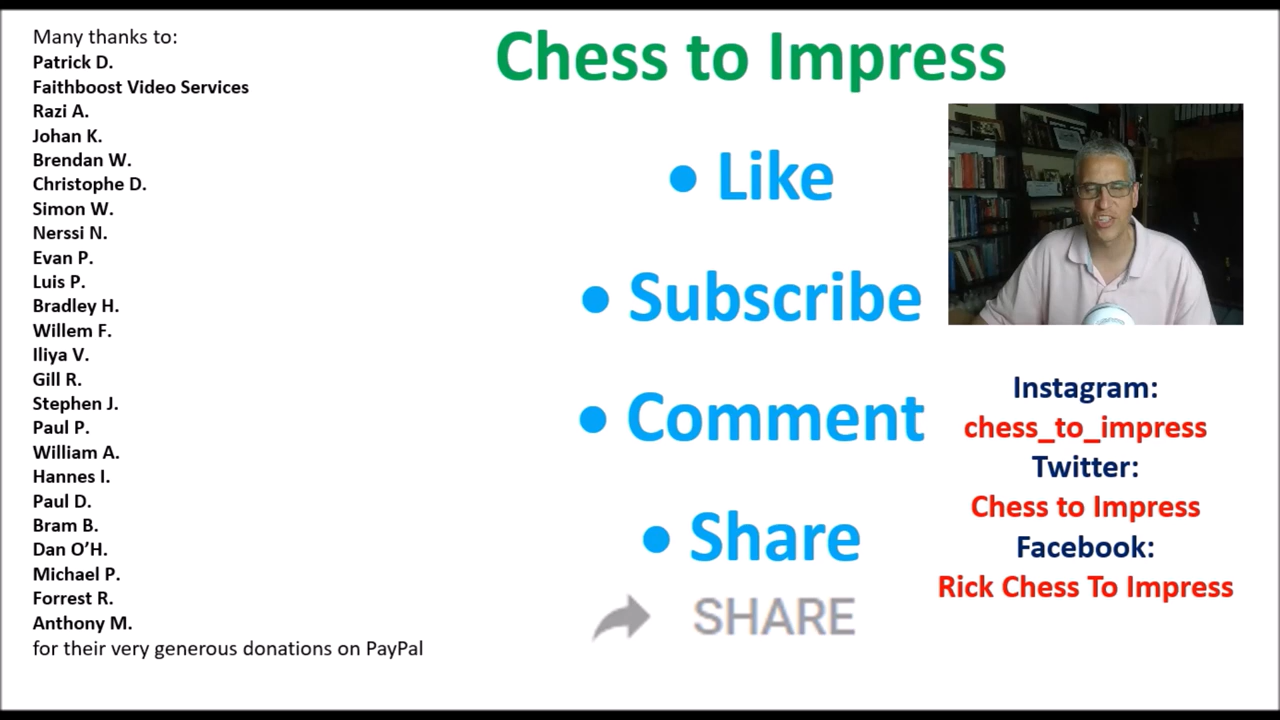 Many thanks to:
Patrick D.
Faithboost Video Services
Razi A.
Johan K.
Brendan W.
Christophe D.
Simon W.
Nerssi N.
Evan P.
Luis P.
Bradley H.
Willem F.
Iliya V.
Gill R.
Stephen J.
Paul P.
William A.
Hannes I.
Paul D.
Bram B.
Dan O’H.
Michael P.
Forrest R.
Anthony M.
for their very generous donations on PayPal
Chess to Impress
• Like
• Subscribe
• Comment
• Share
SHARE
Instagram:
chess_to_impress
Twitter:
Chess to Impress
Facebook:
Rick Chess To Impress